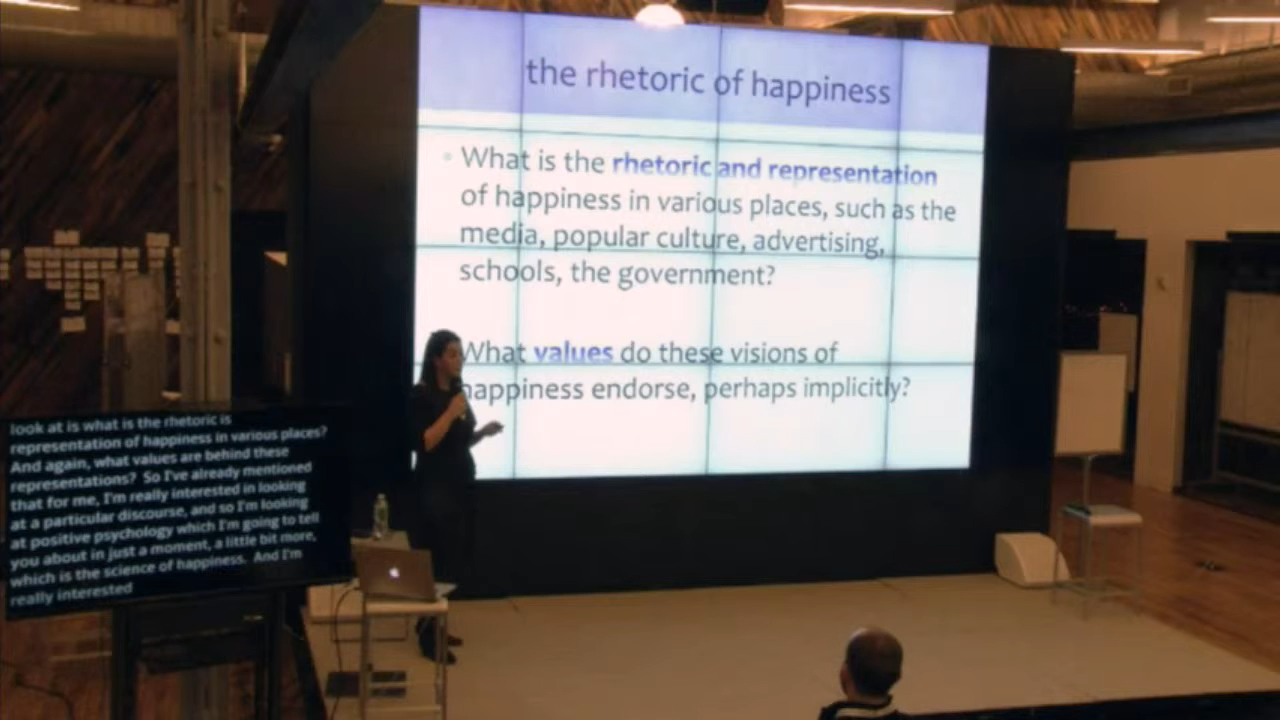 the rhetoric of happiness
What is the rhetoric and representation
of happiness in various places, such as the
media, popular culture, advertising,
schools, the government?
What values do these visions of
happiness endorse, perhaps implicitly?
look at is what is the rhetoric is
representation of happiness in various places?
And again, what values are behind these
representations? So I've already mentioned
that for me, I'm really interested in looking
at a particular discourse, and so I'm looking
at positive psychology which I'm going to tell
you about in just a moment, a little bit more,
which is the science of happiness. And I'm
really interested